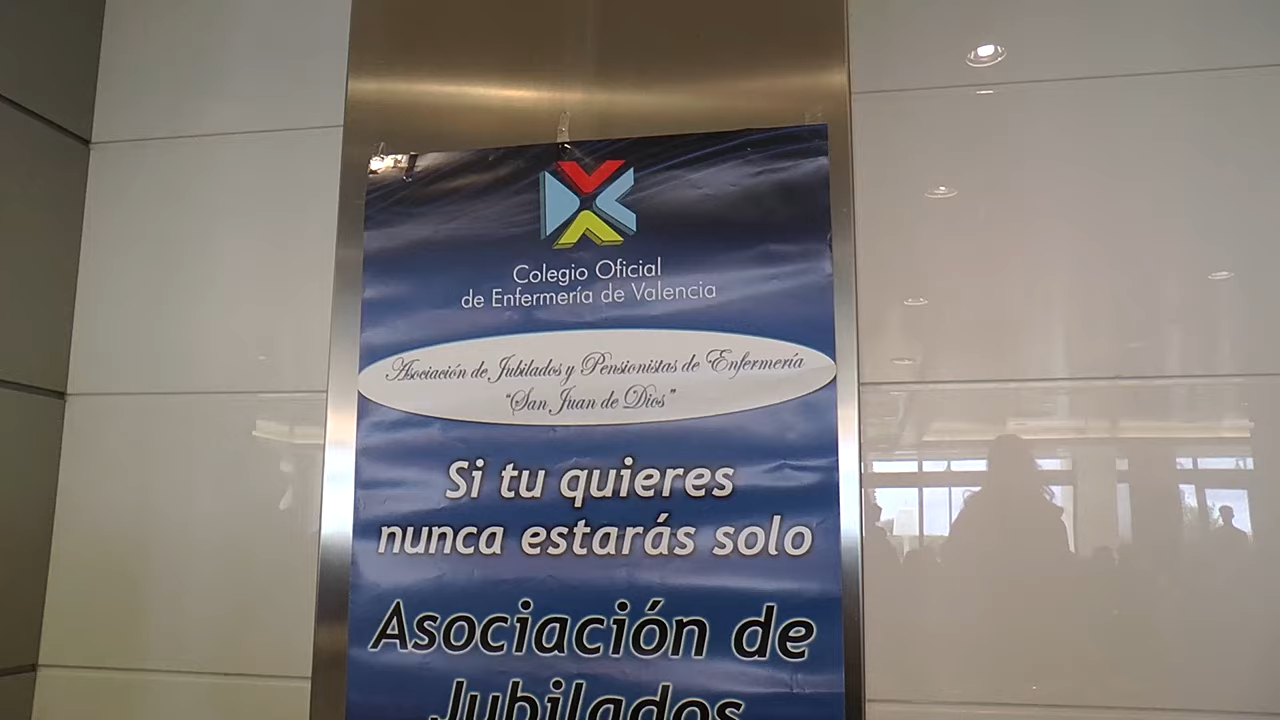 Colegio Oficial
de Enfermería de Valencia
Asociación de Jubilados y Pensionistas de Enfermería
"San Juan de Dios"
Si tu quieres
nunca estarás solo
Asociación de
Jubilados